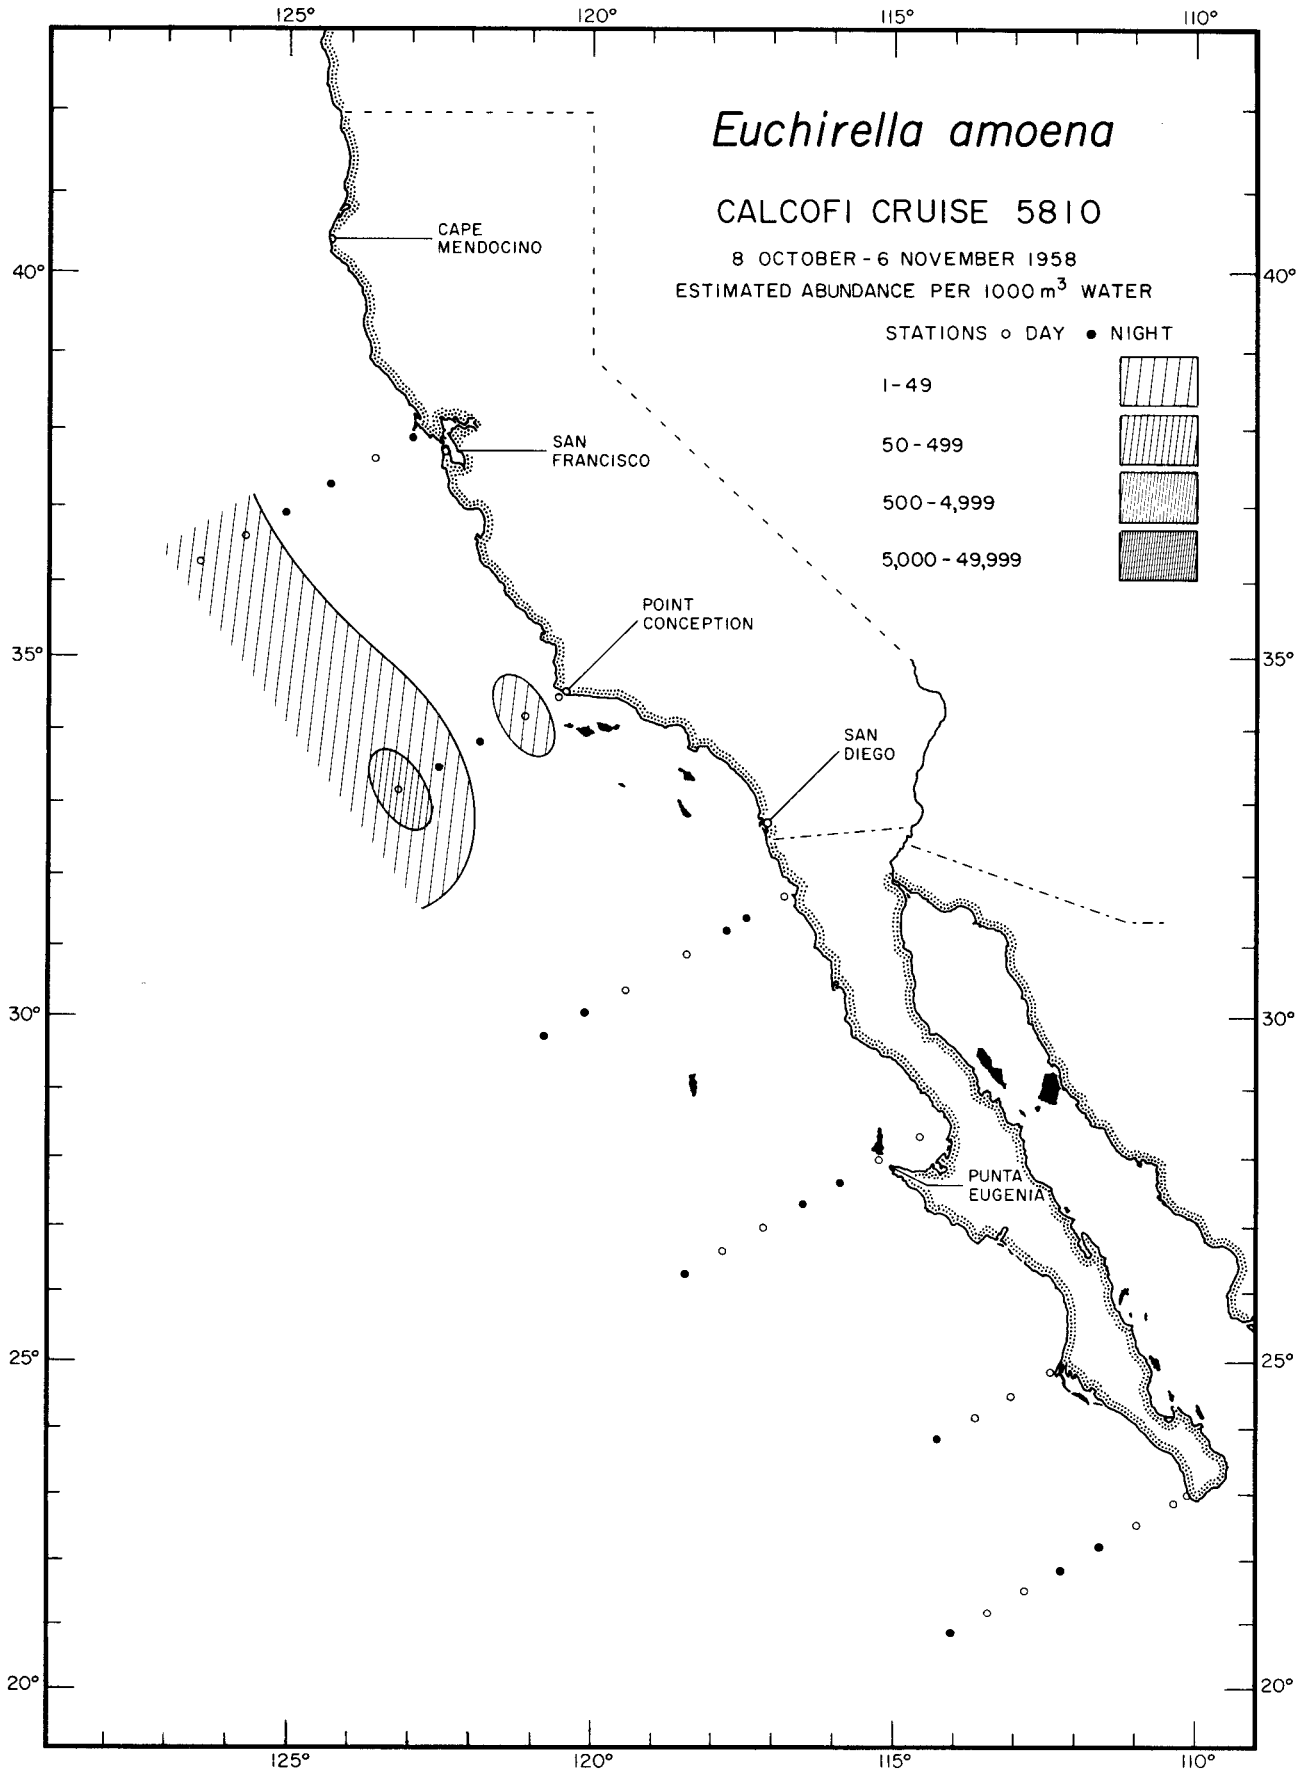 125° 120° 115° 110°
Euchirella amoena
CALCOFI CRUISE 5810
8 OCTOBER - 6 NOVEMBER 1958
ESTIMATED ABUNDANCE PER 1000 m³ WATER
STATIONS ○ DAY ● NIGHT
1-49
50-499
500-4,999
5,000-49,999
CAPE
MENDOCINO
40° 40°
SAN
FRANCISCO
POINT
CONCEPTION
35° 35°
SAN
DIEGO
30° 30°
PUNTA
EUGENIA
25° 25°
20° 20°
125° 120° 115° 110°